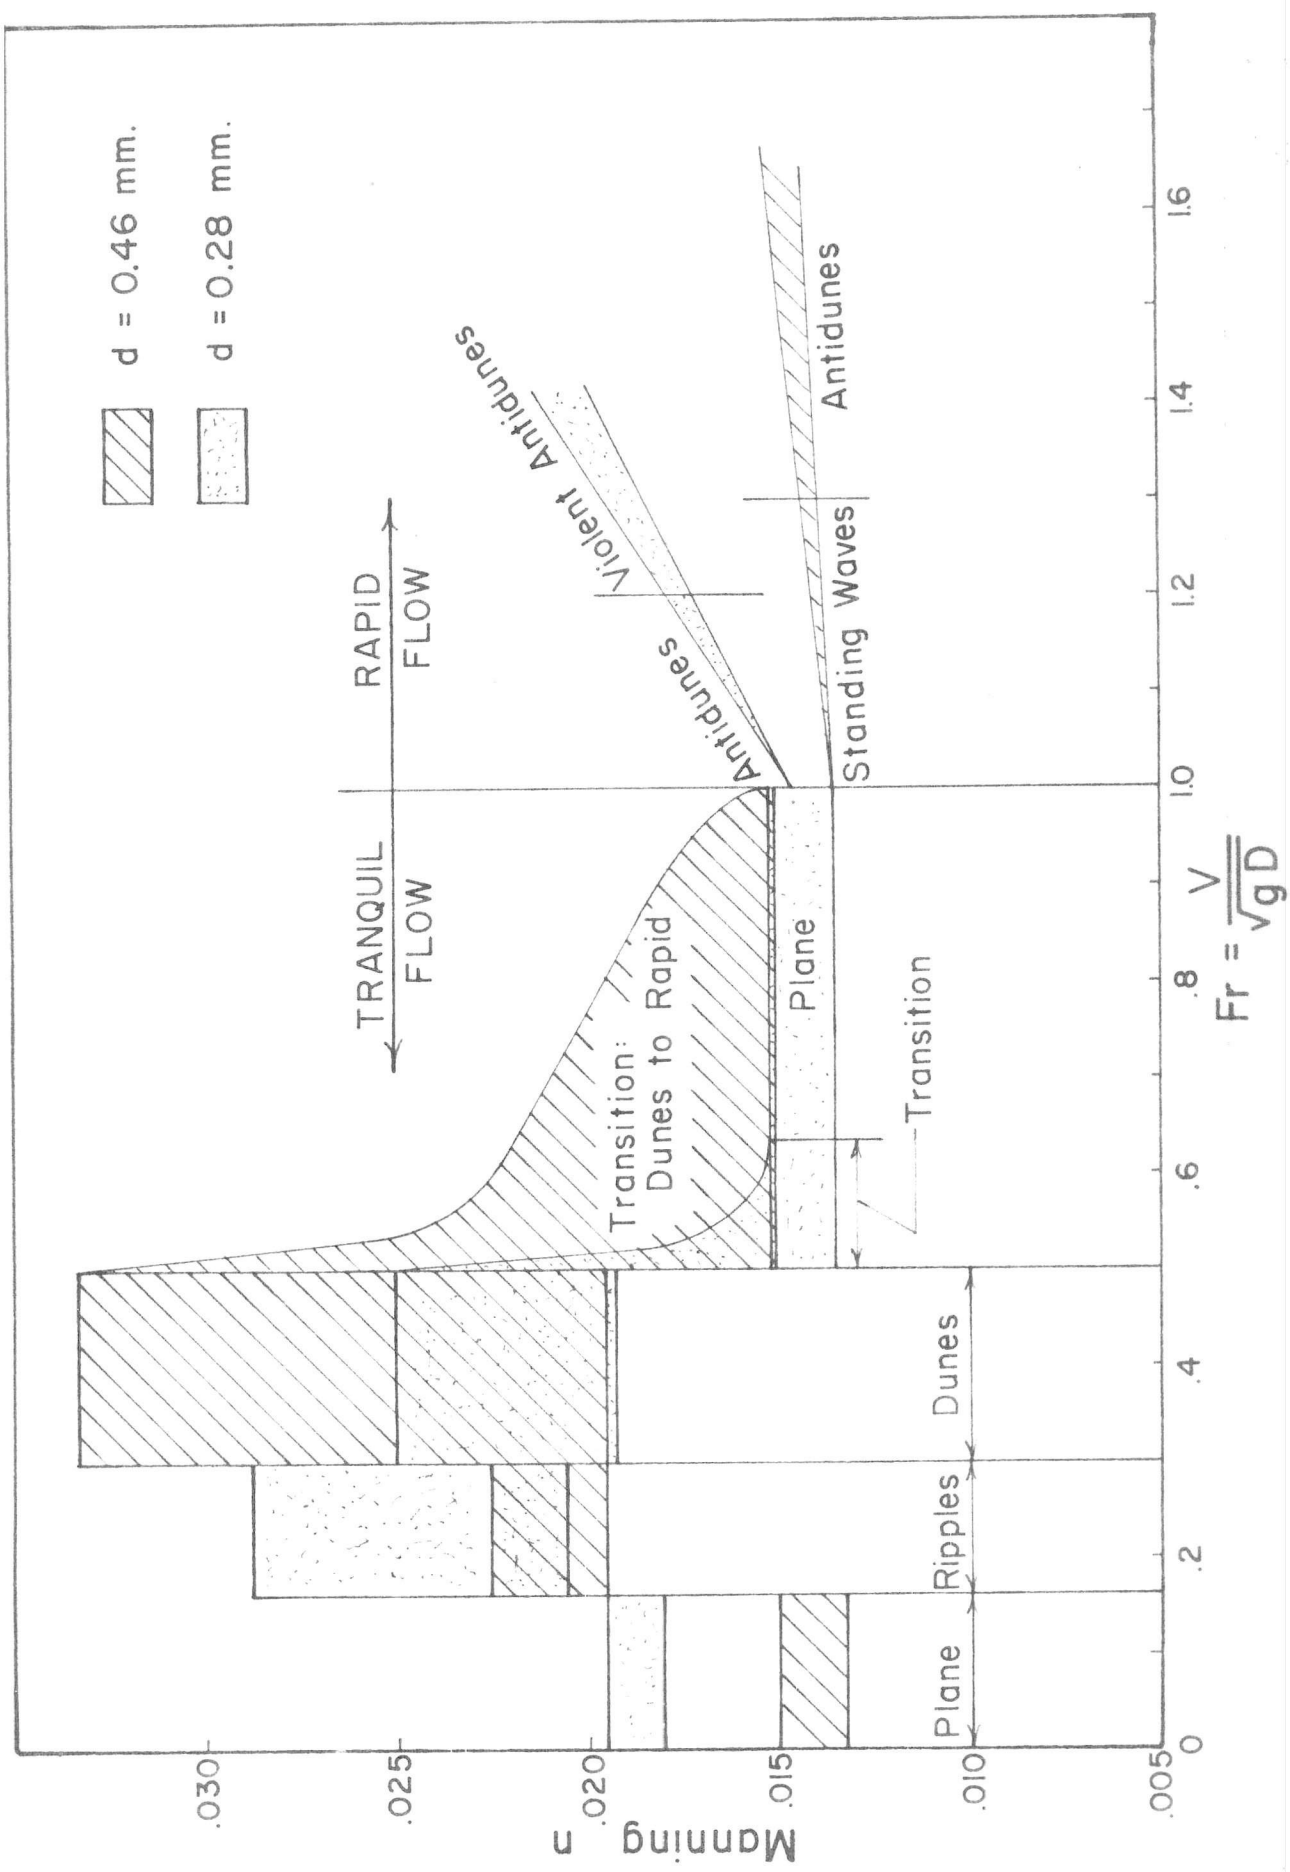 d = 0.46 mm.
d = 0.28 mm.
TRANQUIL
FLOW
RAPID
FLOW
Violent Antidunes
Antidunes
Transition:
Dunes to Rapid
Plane
Standing Waves
Antidunes
Transition
Plane
Ripples
Dunes
Manning n
.030
.025
.020
.015
.010
.005
0
.2
.4
.6
.8
1.0
1.2
1.4
1.6
Fr = V / √gD